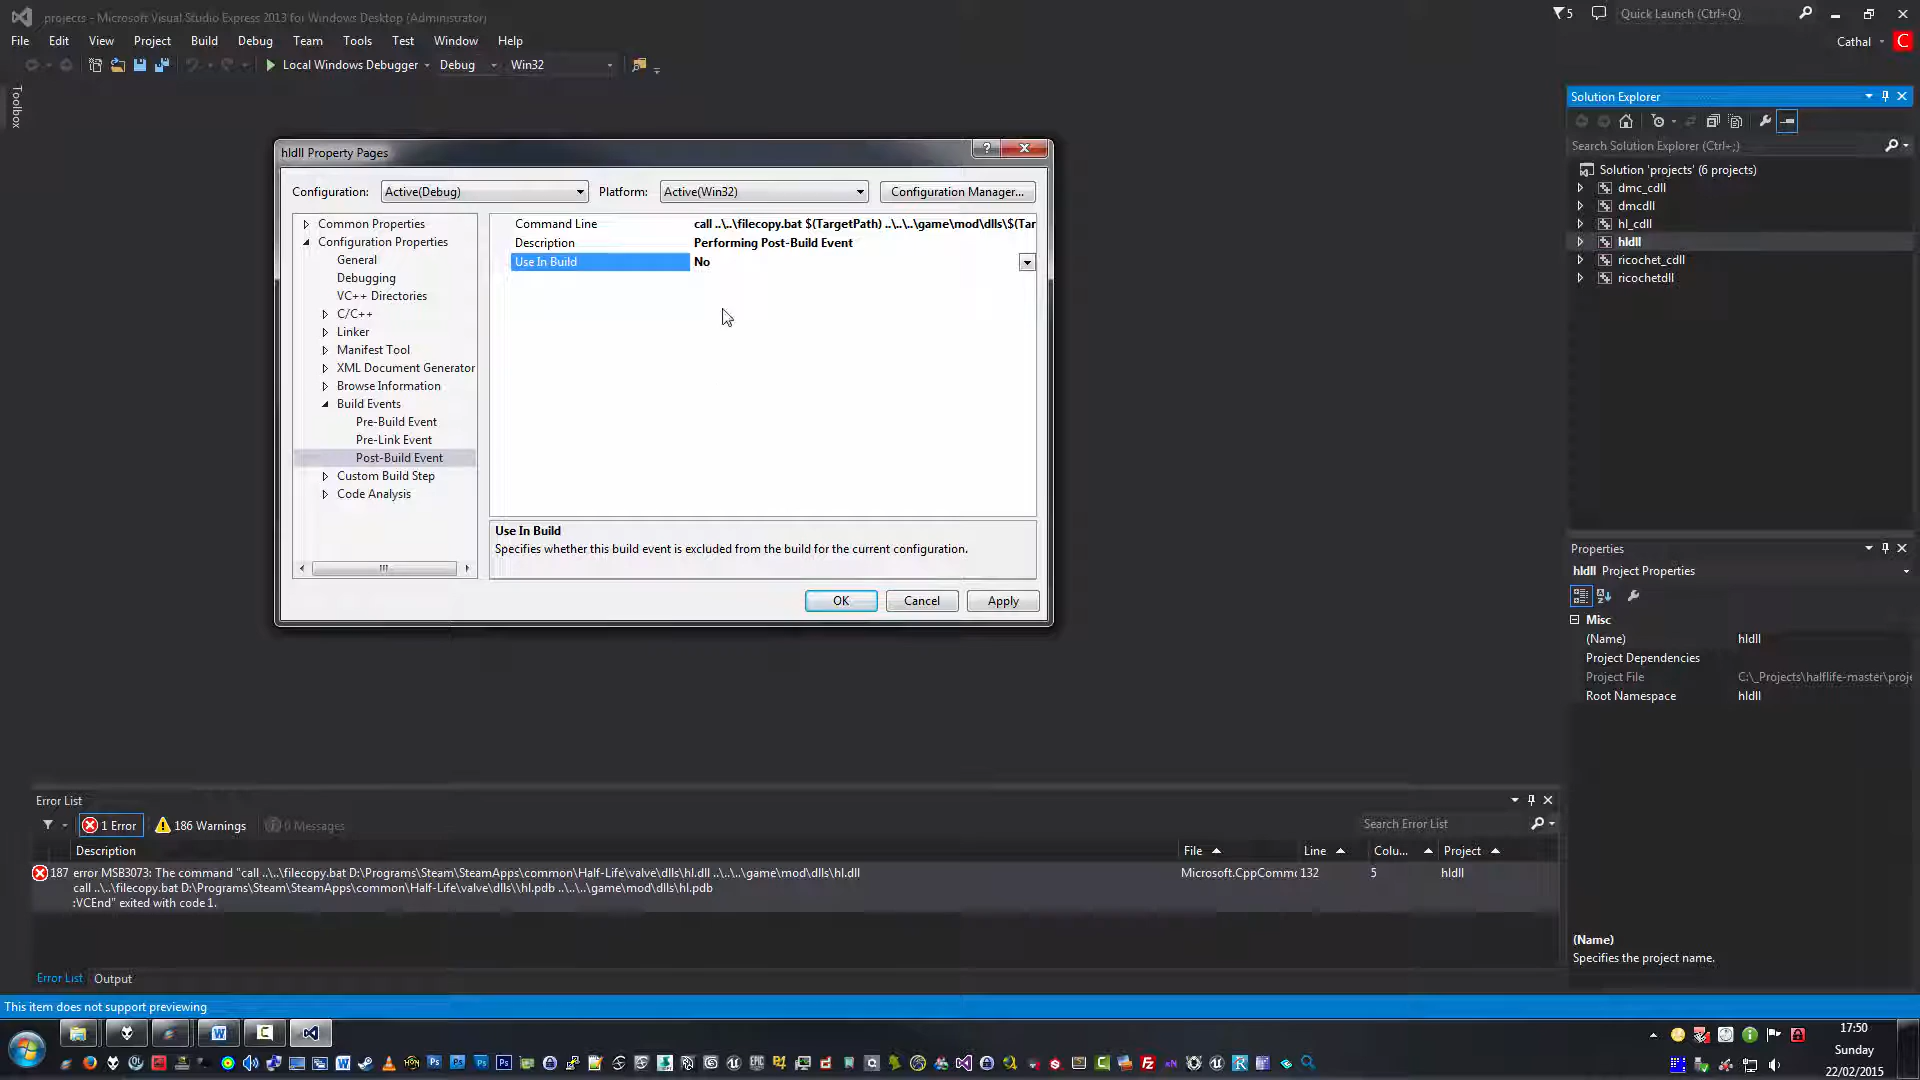 projects - Microsoft Visual Studio Express 2013 for Windows Desktop (Administrator)
5
Quick Launch (Ctrl+Q)
File Edit View Project Build Debug Team Tools Test Window Help
Cathal
C
Local Windows Debugger Debug Win32
Toolbox
Solution Explorer
Search Solution Explorer (Ctrl+;)
Solution 'projects' (6 projects)
dmc_cdll
dmcdll
hl_cdll
hldll
ricochet_cdll
ricochetdll
hldll Property Pages
Configuration: Active(Debug) Platform: Active(Win32) Configuration Manager...
Common Properties
Configuration Properties
General
Debugging
VC++ Directories
C/C++
Linker
Manifest Tool
XML Document Generator
Browse Information
Build Events
Pre-Build Event
Pre-Link Event
Post-Build Event
Custom Build Step
Code Analysis
Command Line call ..\..\filecopy.bat $(TargetPath) ..\..\..\game\mod\dlls\$(Tar
Description Performing Post-Build Event
Use In Build No
Use In Build
Specifies whether this build event is excluded from the build for the current configuration.
OK Cancel Apply
Properties
hldll Project Properties
Misc
(Name) hldll
Project Dependencies
Project File C:\_Projects\halflife-master\proje
Root Namespace hldll
(Name)
Specifies the project name.
Error List
1 Error 186 Warnings 0 Messages
Search Error List
Description File Line Colu... Project
187 error MSB3073: The command "call ..\..\filecopy.bat D:\Programs\Steam\SteamApps\common\Half-Life\valve\dlls\hl.dll ..\..\..\game\mod\dlls\hl.dll Microsoft.CppCommo 132 5 hldll
call ..\..\filecopy.bat D:\Programs\Steam\SteamApps\common\Half-Life\valve\dlls\\hl.pdb ..\..\..\game\mod\dlls\hl.pdb
:VCEnd" exited with code 1.
Error List Output
This item does not support previewing
17:50
Sunday
22/02/2015